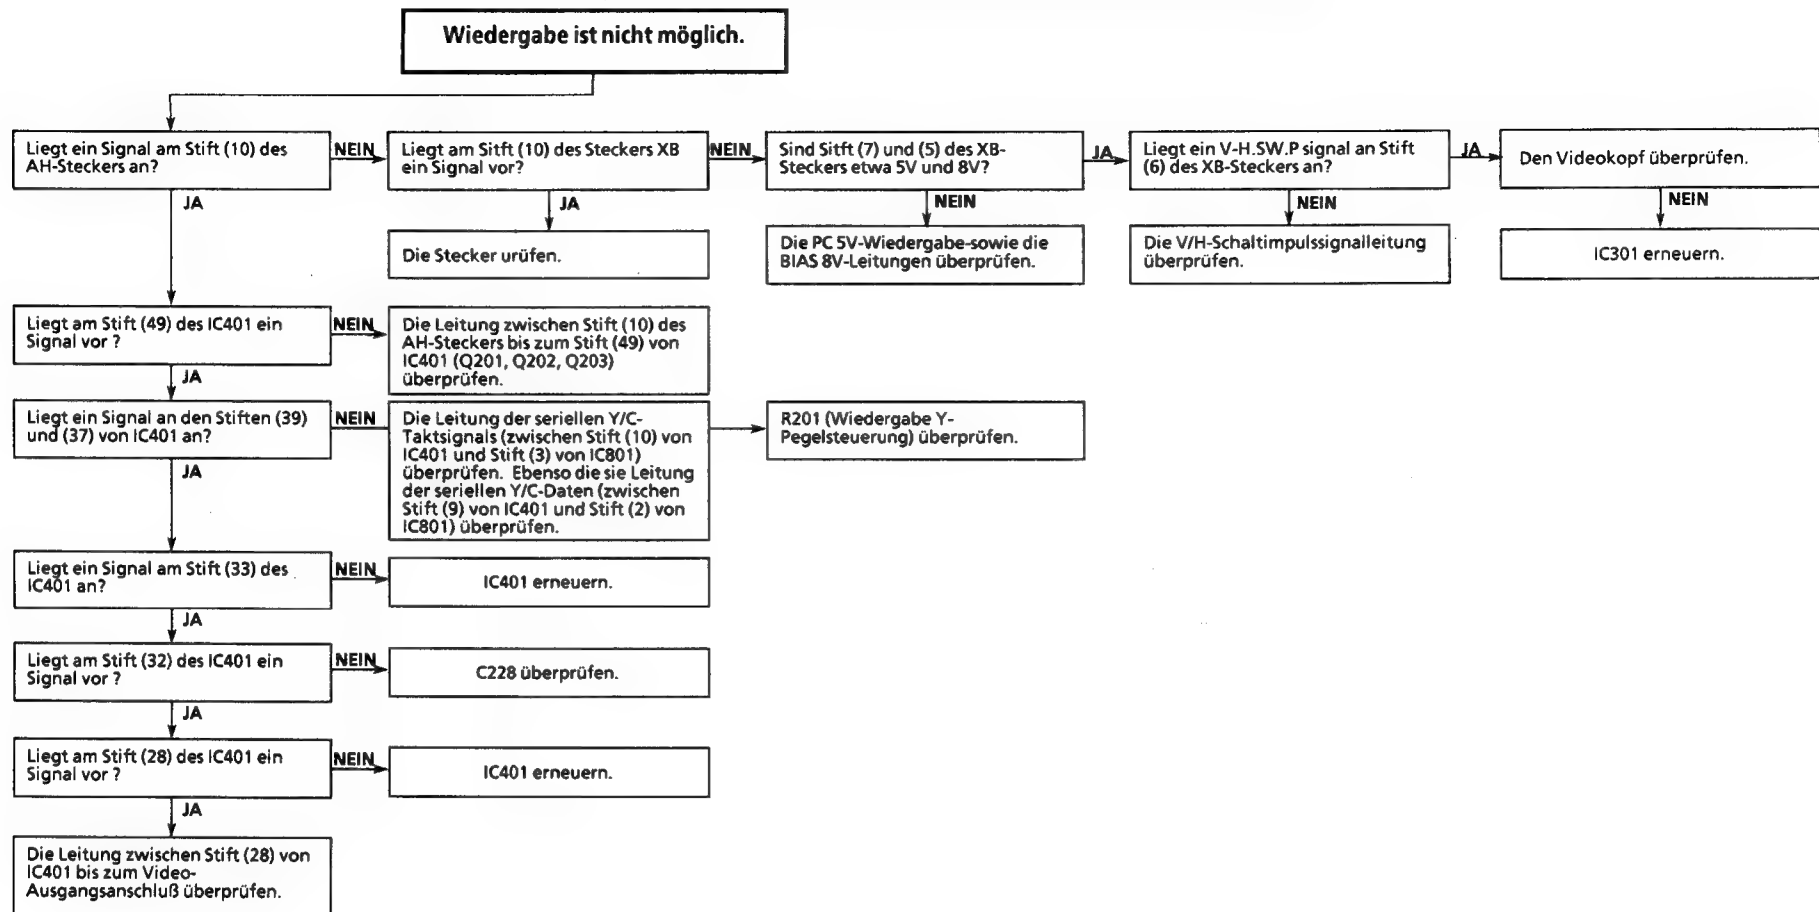 Wiedergabe ist nicht möglich.
Liegt ein Signal am Stift (10) des
AH-Steckers an?
NEIN
Liegt am Sitft (10) des Steckers XB
ein Signal vor?
NEIN
Sind Sitft (7) und (5) des XB-
Steckers etwa 5V und 8V?
JA
Liegt ein V-H.SW.P signal an Stift
(6) des XB-Steckers an?
JA
Den Videokopf überprüfen.
JA
JA
NEIN
NEIN
NEIN
Die Stecker urüfen.
Die PC 5V-Wiedergabe-sowie die
BIAS 8V-Leitungen überprüfen.
Die V/H-Schaltimpulssignalleitung
überprüfen.
IC301 erneuern.
Liegt am Stift (49) des IC401 ein
Signal vor ?
NEIN
Die Leitung zwischen Stift (10) des
AH-Steckers bis zum Stift (49) von
IC401 (Q201, Q202, Q203)
überprüfen.
JA
Liegt ein Signal an den Stiften (39)
und (37) von IC401 an?
NEIN
Die Leitung der seriellen Y/C-
Taktsignals (zwischen Stift (10) von
IC401 und Stift (3) von IC801)
überprüfen. Ebenso die sie Leitung
der seriellen Y/C-Daten (zwischen
Stift (9) von IC401 und Stift (2) von
IC801) überprüfen.
R201 (Wiedergabe Y-
Pegelsteuerung) überprüfen.
JA
Liegt ein Signal am Stift (33) des
IC401 an?
NEIN
IC401 erneuern.
JA
Liegt am Stift (32) des IC401 ein
Signal vor ?
NEIN
C228 überprüfen.
JA
Liegt am Stift (28) des IC401 ein
Signal vor ?
NEIN
IC401 erneuern.
JA
Die Leitung zwischen Stift (28) von
IC401 bis zum Video-
Ausgangsanschluß überprüfen.